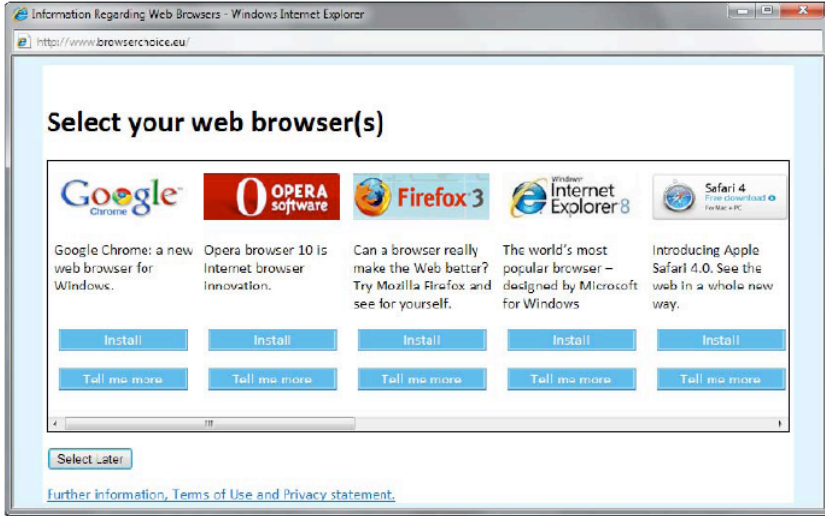 Information Regarding Web Browsers - Windows Internet Explorer
http://www.browserchoice.eu/
Select your web browser(s)
Google
Chrome
OPERA
software
Firefox 3
Windows
Internet
Explorer 8
Safari 4
Free download
For Mac + PC
Google Chrome: a new
web browser for
Windows.
Opera browser 10 is
Internet browser
innovation.
Can a browser really
make the Web better?
Try Mozilla Firefox and
see for yourself.
The world's most
popular browser –
designed by Microsoft
for Windows
Introducing Apple
Safari 4.0. See the
web in a whole new
way.
Install
Install
Install
Install
Install
Tell me more
Tell me more
Tell me more
Tell me more
Tell me more
Select Later
Further information, Terms of Use and Privacy statement.